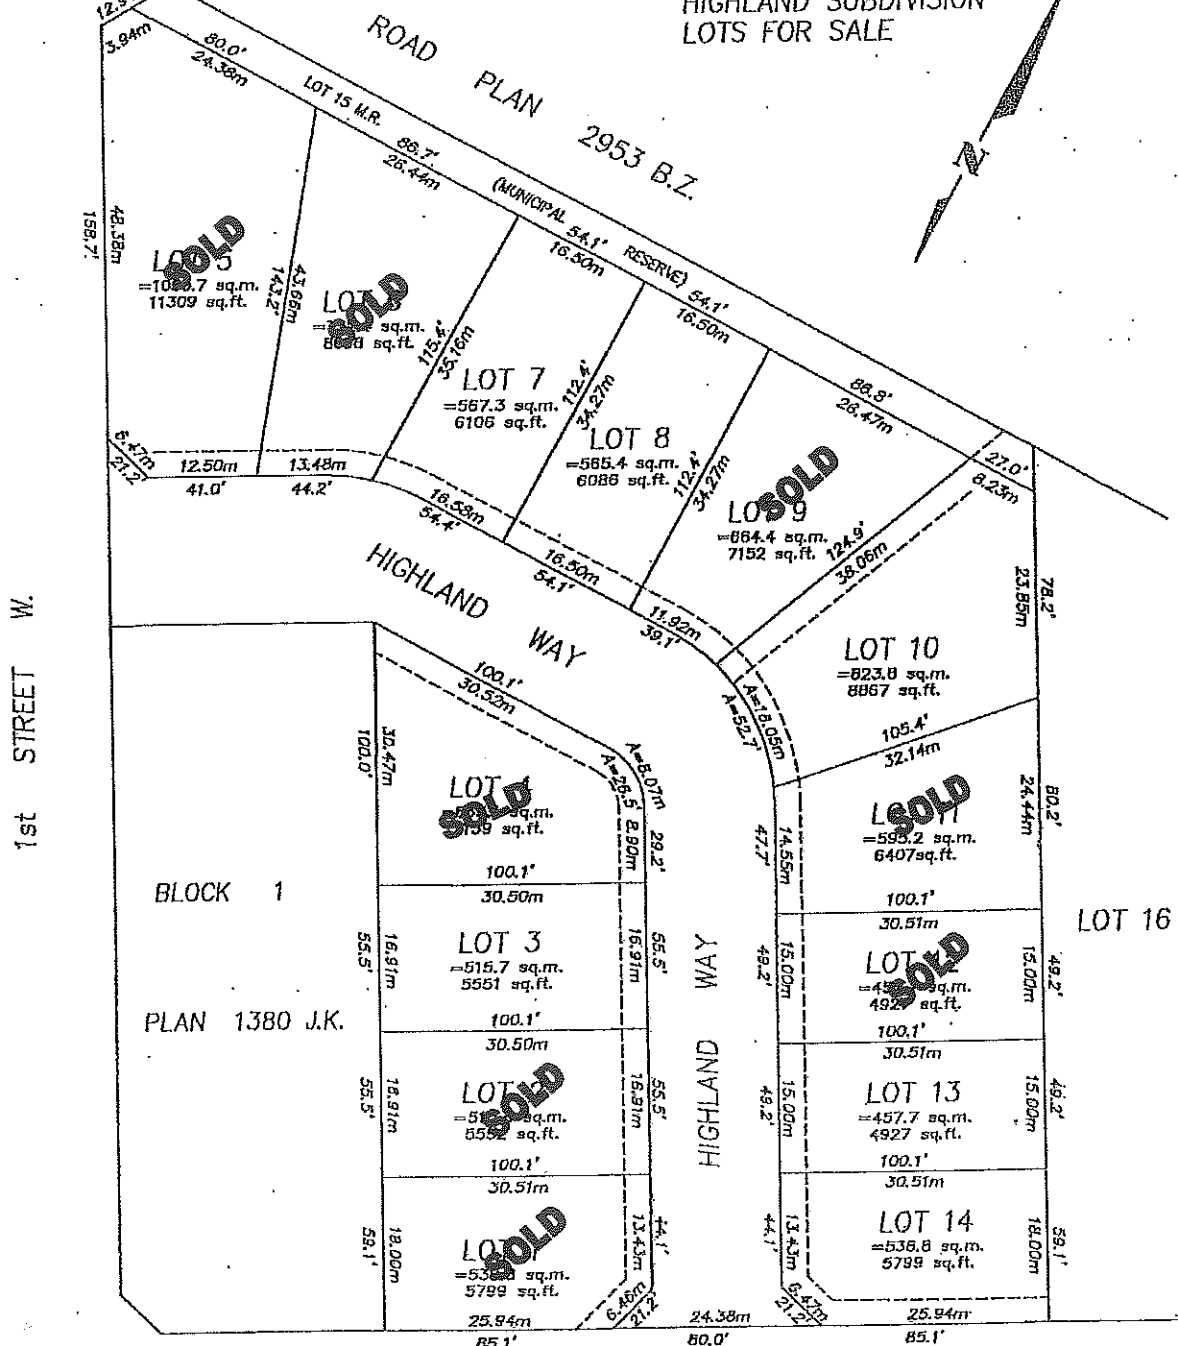 HIGHLAND SUBDIVISION
LOTS FOR SALE
3.94m
80.0'
24.38m
ROAD PLAN 2953 B.Z.
LOT 15 M.R.
(MUNICIPAL RESERVE)
86.7'
26.44m
54.1'
16.50m
54.1'
16.50m
86.8'
26.47m
27.0'
8.23m
N
48.38m
158.7'
SOLD
11309 sq.ft.
43.66m
143.2'
SOLD
sq.m.
sq.ft.
115.4'
35.16m
LOT 7
=567.3 sq.m.
6106 sq.ft.
112.4'
34.27m
LOT 8
=565.4 sq.m.
6086 sq.ft.
112.4'
34.27m
SOLD
LOT 9
=664.4 sq.m.
7152 sq.ft.
124.9'
38.06m
78.2'
23.85m
6.47m
21.2'
12.50m
41.0'
13.48m
44.2'
16.58m
54.4'
16.50m
54.1'
11.92m
39.1'
HIGHLAND WAY
LOT 10
=823.8 sq.m.
8867 sq.ft.
A=16.05m
A=52.7'
105.4'
32.14m
1st STREET W.
100.1'
30.52m
30.47m
100.0'
A=8.07m
A=26.5'
SOLD
sq.m.
sq.ft.
8.90m
29.2'
100.1'
30.50m
47.7'
14.55m
SOLD
=595.2 sq.m.
6407sq.ft.
80.2'
24.44m
100.1'
30.51m
BLOCK 1
PLAN 1380 J.K.
LOT 3
=515.7 sq.m.
5551 sq.ft.
55.5'
16.91m
16.91m
55.5'
100.1'
30.50m
HIGHLAND WAY
49.2'
15.00m
SOLD
sq.m.
4927 sq.ft.
15.00m
49.2'
100.1'
30.51m
LOT 16
55.5'
16.91m
SOLD
sq.m.
5552 sq.ft.
16.91m
55.5'
100.1'
30.51m
49.2'
15.00m
LOT 13
=457.7 sq.m.
4927 sq.ft.
15.00m
49.2'
100.1'
30.51m
59.1'
18.00m
SOLD
sq.m.
5799 sq.ft.
13.43m
44.1'
44.1'
13.43m
LOT 14
=538.8 sq.m.
5799 sq.ft.
18.00m
59.1'
25.94m
85.1'
6.46m
21.2'
24.38m
80.0'
6.47m
21.2'
25.94m
85.1'